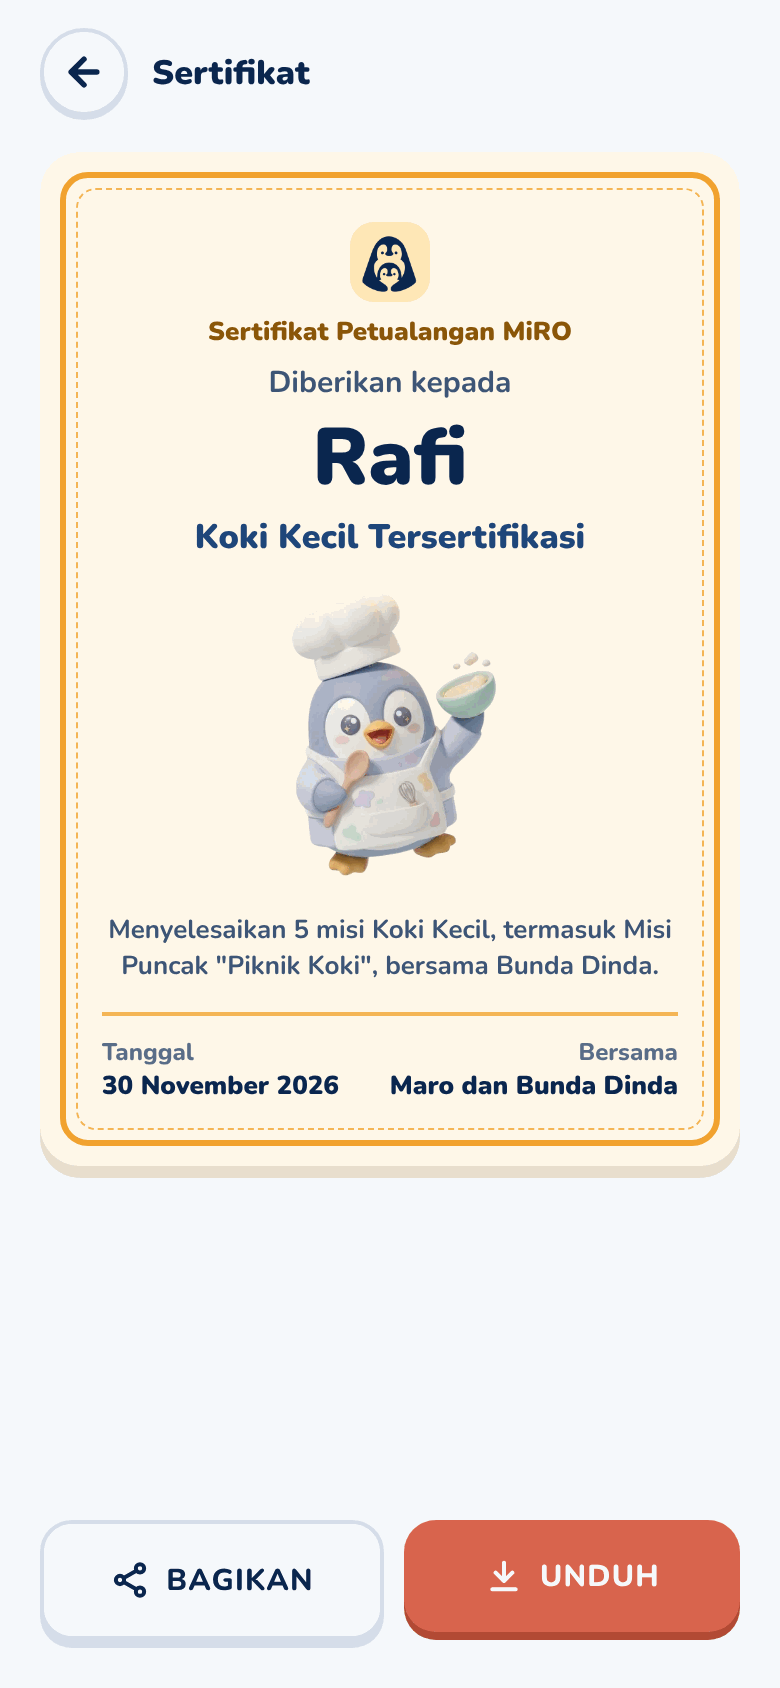 Sertifikat
Sertifikat Petualangan MiRO
Diberikan kepada
Rafi
Koki Kecil Tersertifikasi
Menyelesaikan 5 misi Koki Kecil, termasuk Misi
Puncak "Piknik Koki", bersama Bunda Dinda.
Tanggal
30 November 2026
Bersama
Maro dan Bunda Dinda
BAGIKAN
UNDUH